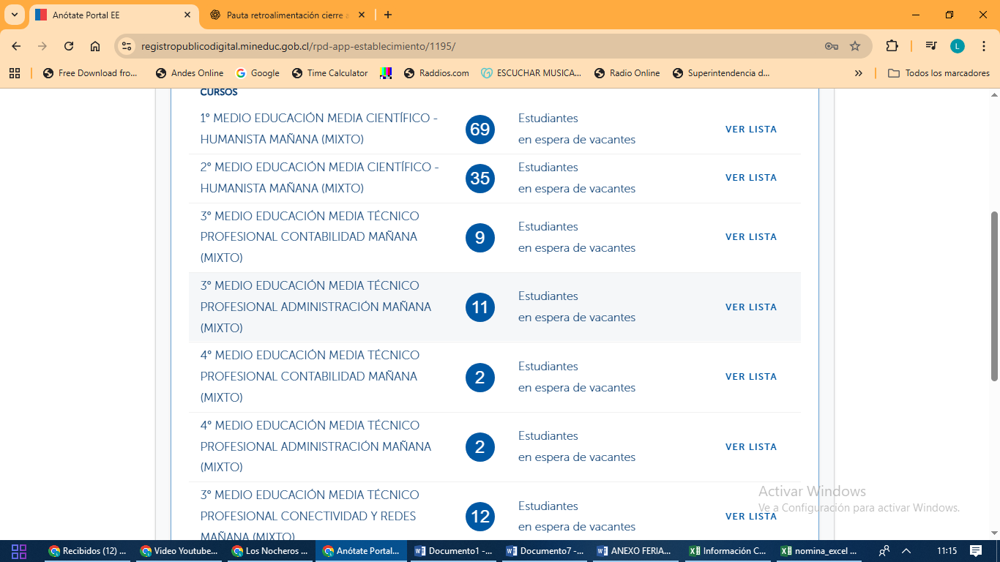 Anótate Portal EE
Pauta retroalimentación cierre a
registropublicodigital.mineduc.gob.cl/rpd-app-establecimiento/1195/
L
Free Download fro...
Andes Online
Google
Time Calculator
Raddios.com
ESCUCHAR MUSICA...
Radio Online
Superintendencia d...
Todos los marcadores
CURSOS
1° MEDIO EDUCACIÓN MEDIA CIENTÍFICO -
HUMANISTA MAÑANA (MIXTO)
69
Estudiantes
en espera de vacantes
VER LISTA
2° MEDIO EDUCACIÓN MEDIA CIENTÍFICO -
HUMANISTA MAÑANA (MIXTO)
35
Estudiantes
en espera de vacantes
VER LISTA
3° MEDIO EDUCACIÓN MEDIA TÉCNICO
PROFESIONAL CONTABILIDAD MAÑANA
(MIXTO)
9
Estudiantes
en espera de vacantes
VER LISTA
3° MEDIO EDUCACIÓN MEDIA TÉCNICO
PROFESIONAL ADMINISTRACIÓN MAÑANA
(MIXTO)
11
Estudiantes
en espera de vacantes
VER LISTA
4° MEDIO EDUCACIÓN MEDIA TÉCNICO
PROFESIONAL CONTABILIDAD MAÑANA
(MIXTO)
2
Estudiantes
en espera de vacantes
VER LISTA
4° MEDIO EDUCACIÓN MEDIA TÉCNICO
PROFESIONAL ADMINISTRACIÓN MAÑANA
(MIXTO)
2
Estudiantes
en espera de vacantes
VER LISTA
3° MEDIO EDUCACIÓN MEDIA TÉCNICO
PROFESIONAL CONECTIVIDAD Y REDES
MAÑANA (MIXTO)
12
Estudiantes
en espera de vacantes
VER LISTA
Activar Windows
Ve a Configuración para activar Windows.
Recibidos (12) ...
Video Youtube...
Los Nocheros ...
Anótate Portal...
Documento1 -...
Documento7 -...
ANEXO FERIA...
Información C...
nomina_excel ...
11:15